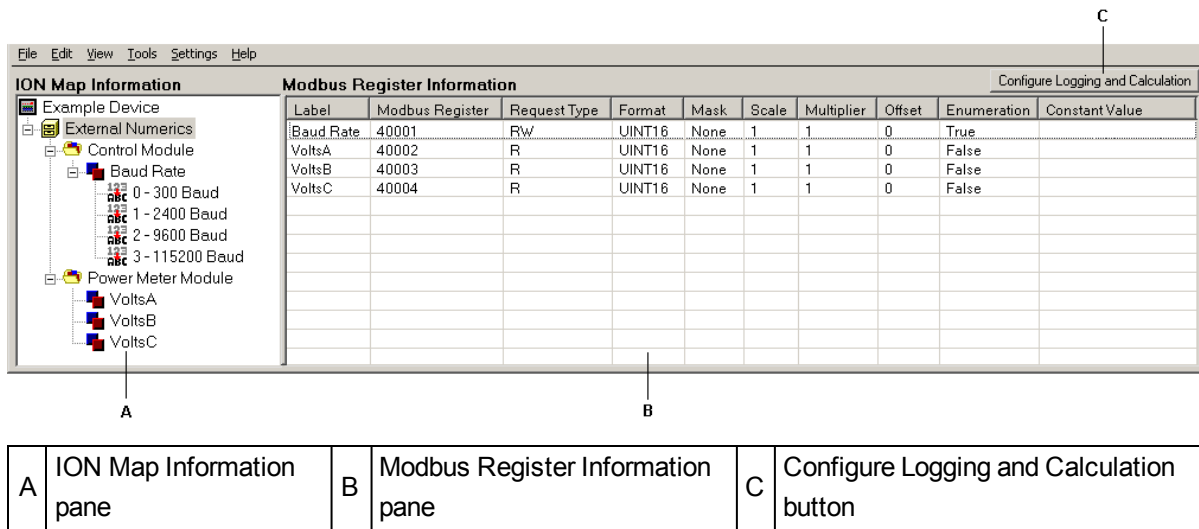 C
File Edit View Tools Settings Help
ION Map Information
Modbus Register Information
Configure Logging and Calculation
Example Device
External Numerics
Control Module
Baud Rate
0 - 300 Baud
1 - 2400 Baud
2 - 9600 Baud
3 - 115200 Baud
Power Meter Module
VoltsA
VoltsB
VoltsC
Label Modbus Register Request Type Format Mask Scale Multiplier Offset Enumeration Constant Value
Baud Rate 40001 RW UINT16 None 1 1 0 True
VoltsA 40002 R UINT16 None 1 1 0 False
VoltsB 40003 R UINT16 None 1 1 0 False
VoltsC 40004 R UINT16 None 1 1 0 False
A B
A ION Map Information pane B Modbus Register Information pane C Configure Logging and Calculation button